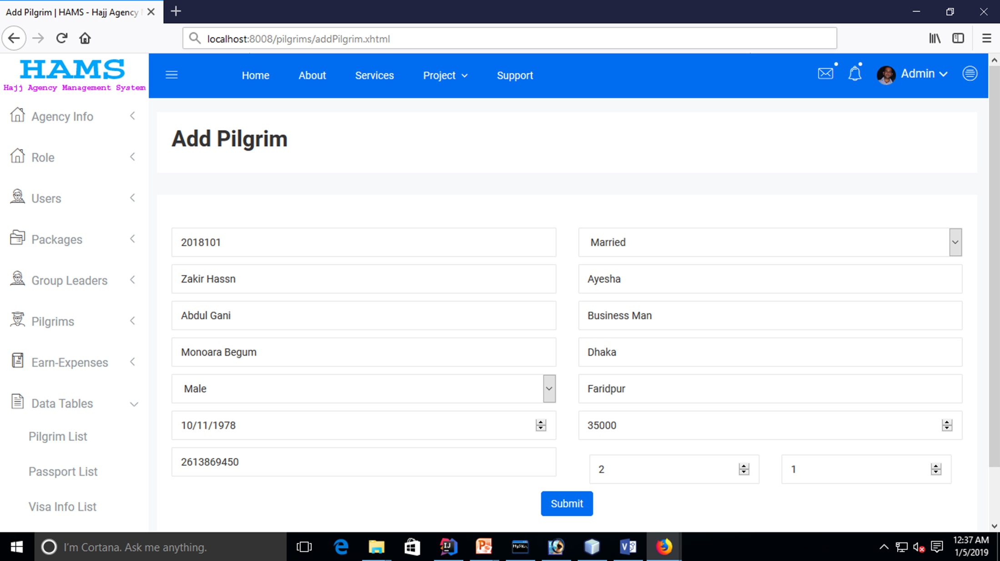 Add Pilgrim | HAMS - Hajj Agency
localhost:8008/pilgrims/addPilgrim.xhtml
HAMS
Hajj Agency Management System
Home About Services Project Support
Admin
Agency Info
Role
Users
Packages
Group Leaders
Pilgrims
Earn-Expenses
Data Tables
Pilgrim List
Passport List
Visa Info List
Add Pilgrim
2018101
Married
Zakir Hassn
Ayesha
Abdul Gani
Business Man
Monoara Begum
Dhaka
Male
Faridpur
10/11/1978
35000
2613869450
2
1
Submit
I'm Cortana. Ask me anything.
12:37 AM
1/5/2019